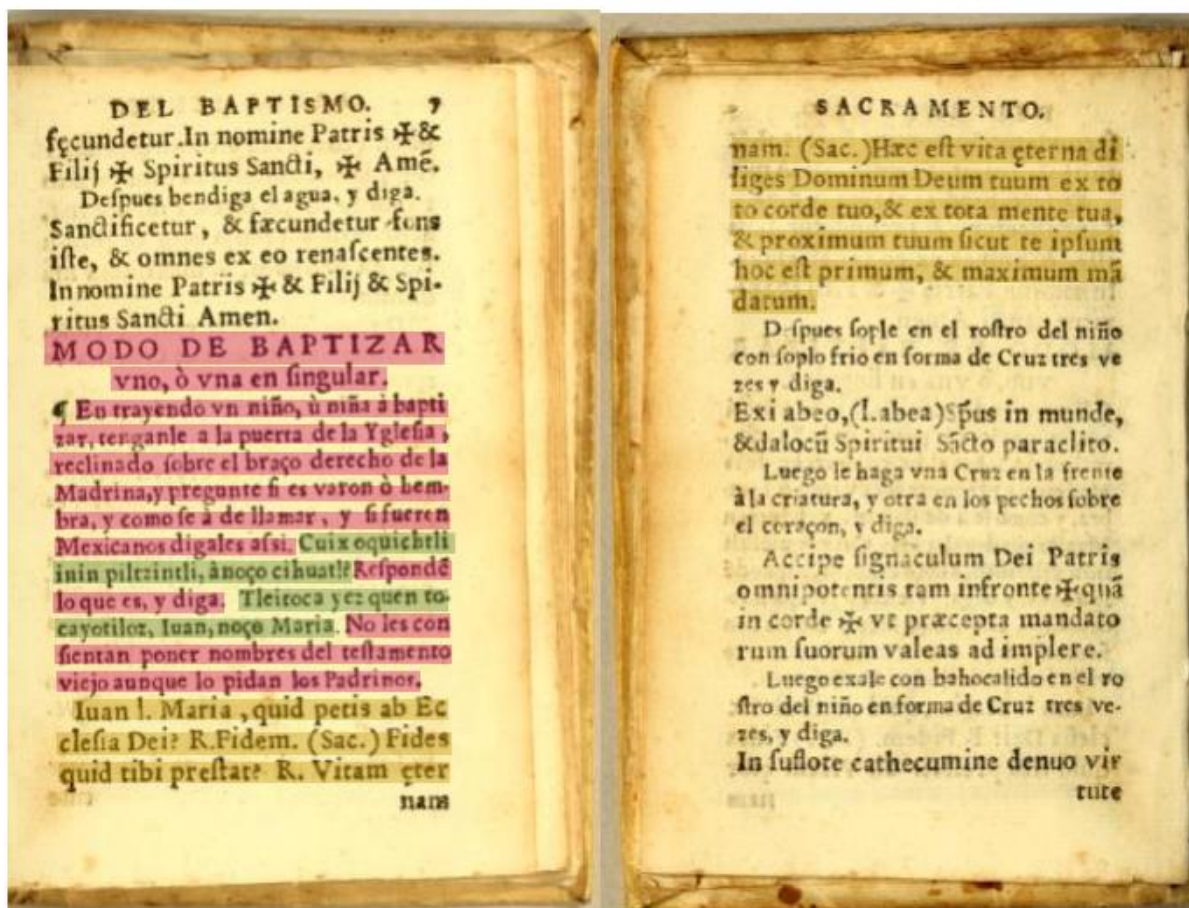 DEL BAPTISMO. 9
fęcundetur. In nomine Patris ✠ &
Filij ✠ Spiritus Sancti, ✠ Amē.
Deſpues bendiga el agua, y diga.
Sanctificetur, & fæcundetur fons
iſte, & omnes ex eo renaſcentes.
In nomine Patris ✠ & Filij & Spi-
ritus Sancti Amen.
MODO DE BAPTIZAR
vno, ò vna en ſingular.
¶ En trayendo vn niño, ù niña à bapti
zar, tenganle a la puerta de la Ygleſia,
reclinado ſobre el braço derecho de la
Madrina, y pregunte ſi es varon ò hem-
bra, y como ſe à de llamar, y ſi fueren
Mexicanos digales aſsi. Cuix oquichtli
inin piltzintli, ànoço cihuatl? Reſpondē
lo que es, y diga. Tleitoca yez quen to-
cayotiloz, Iuan, noço Maria. No les con
ſientan poner nombres del teſtamento
viejo aunque lo pidan los Padrinos.
Iuan l. Maria, quid petis ab Ec
cleſia Dei? R. Fidem. (Sac.) Fides
quid tibi preſtat? R. Vitam ęter
nam
SACRAMENTO.
nam. (Sac.) Hæc eſt vita ęterna di
liges Dominum Deum tuum ex to
to corde tuo, & ex tota mente tua,
& proximum tuum ſicut te ipſum
hoc eſt primum, & maximum mā
datum.
D ſpues ſople en el roſtro del niño
con ſoplo frio en forma de Cruz tres ve
zes y diga.
Exi abeo, (l. abea) Sp̄us in munde,
& da locū Spiritui Sācto paraclito.
Luego le haga vna Cruz en la frente
à la criatura, y otra en los pechos ſobre
el coraçon, y diga.
Accipe ſignaculum Dei Patris
omnipotentis tam infronte ✠ quā
in corde ✠ vt præcepta mandato
rum ſuorum valeas ad implere.
Luego exale con baho calido en el ro
ſtro del niño en forma de Cruz tres ve-
zes, y diga.
In ſuflo te cathecumine denuo vir
tute